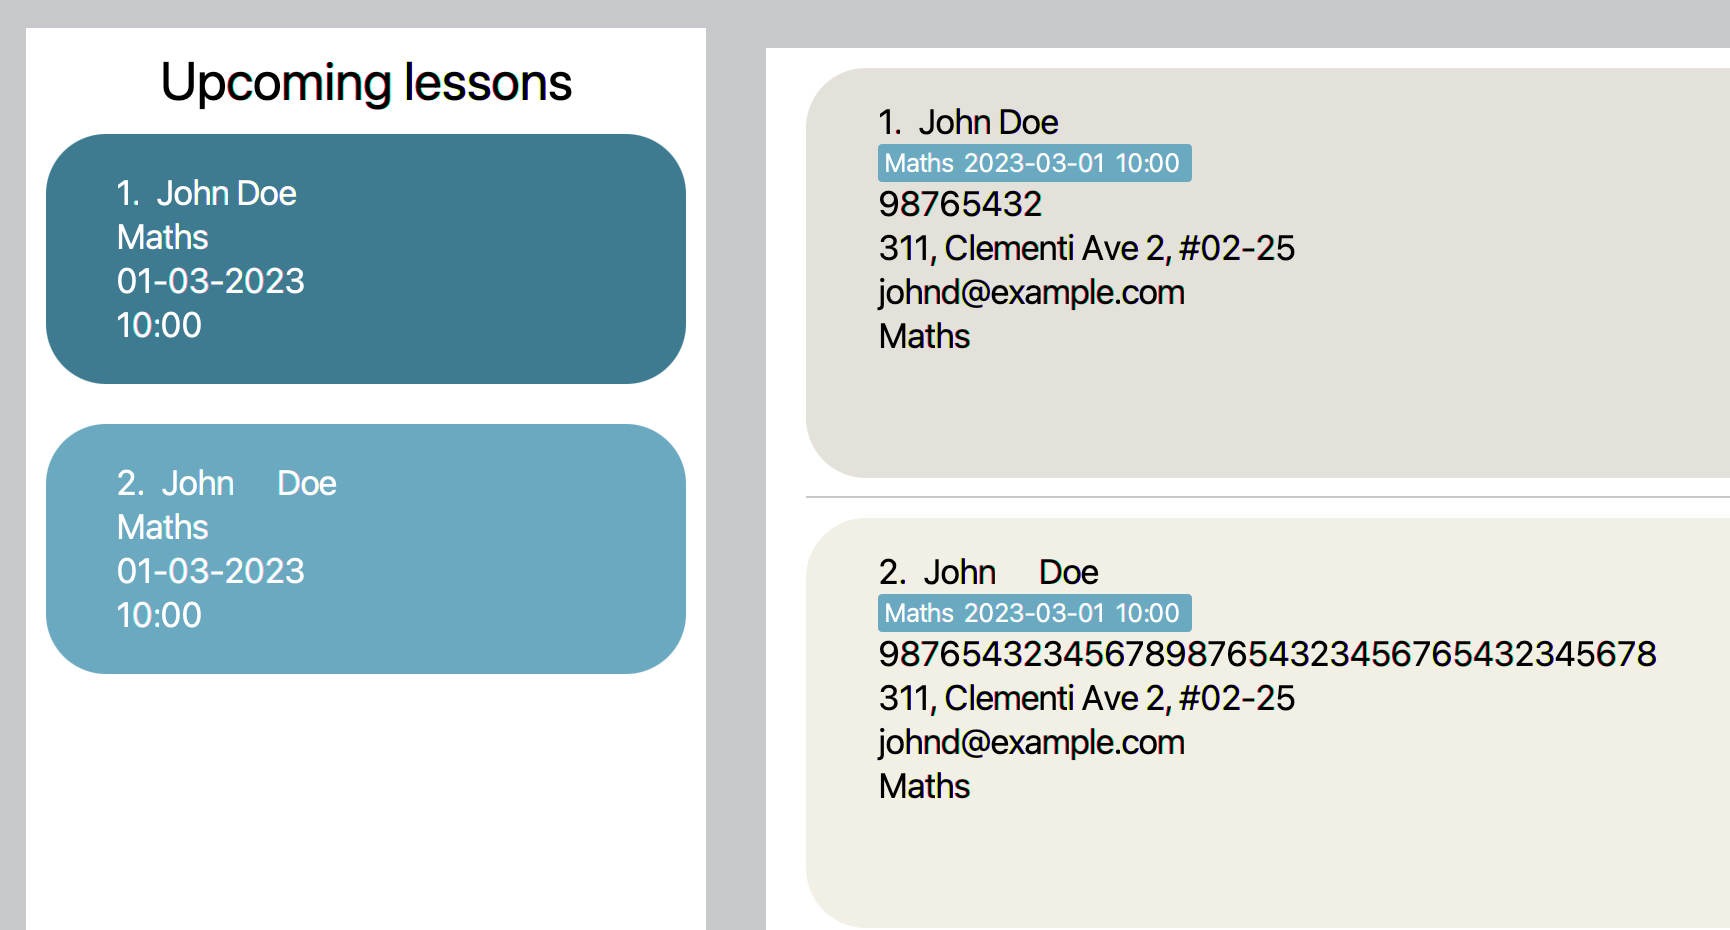 Upcoming lessons
1. John Doe
Maths
01-03-2023
10:00
2. John     Doe
Maths
01-03-2023
10:00
1. John Doe
Maths 2023-03-01 10:00
98765432
311, Clementi Ave 2, #02-25
johnd@example.com
Maths
2. John     Doe
Maths 2023-03-01 10:00
98765432345678987654323456765432345678
311, Clementi Ave 2, #02-25
johnd@example.com
Maths